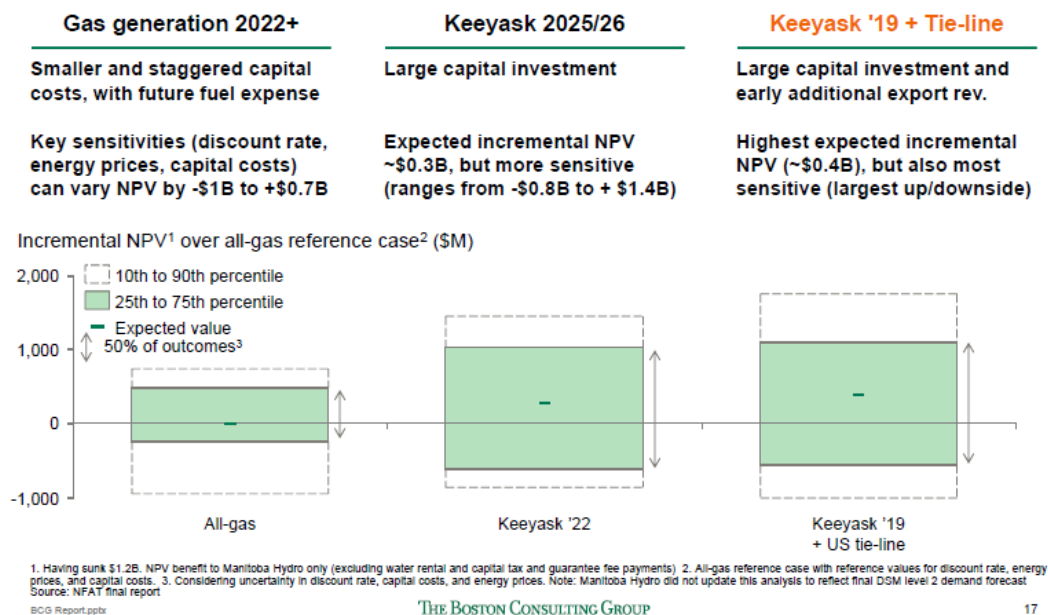 Gas generation 2022+
Keeyask 2025/26
Keeyask '19 + Tie-line
Smaller and staggered capital
costs, with future fuel expense
Large capital investment
Large capital investment and
early additional export rev.
Key sensitivities (discount rate,
energy prices, capital costs)
can vary NPV by -$1B to +$0.7B
Expected incremental NPV
~$0.3B, but more sensitive
(ranges from -$0.8B to + $1.4B)
Highest expected incremental
NPV (~$0.4B), but also most
sensitive (largest up/downside)
Incremental NPV¹ over all-gas reference case² ($M)
2,000
10th to 90th percentile
25th to 75th percentile
Expected value
50% of outcomes³
1,000
0
-1,000
All-gas
Keeyask '22
Keeyask '19
+ US tie-line
1. Having sunk $1.2B. NPV benefit to Manitoba Hydro only (excluding water rental and capital tax and guarantee fee payments) 2. All-gas reference case with reference values for discount rate, energy
prices, and capital costs. 3. Considering uncertainty in discount rate, capital costs, and energy prices. Note: Manitoba Hydro did not update this analysis to reflect final DSM level 2 demand forecast
Source: NFAT final report
BCG Report.pptx
THE BOSTON CONSULTING GROUP
17